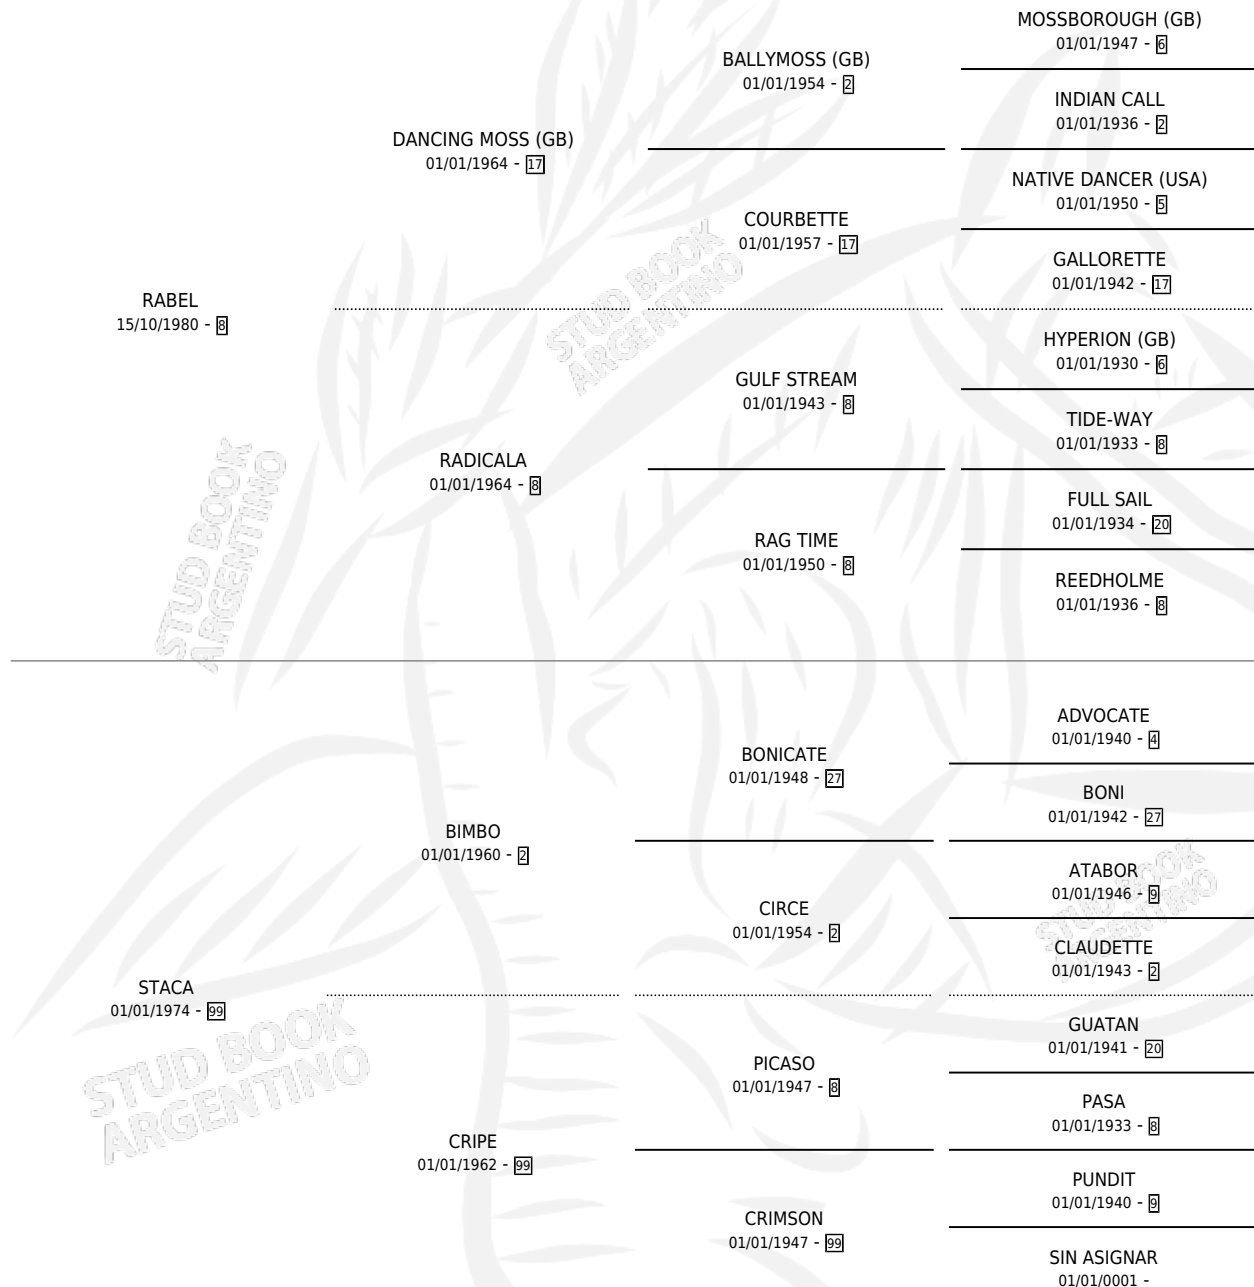 MOSSBOROUGH (GB)
01/01/1947 - 6
BALLYMOSS (GB)
01/01/1954 - 2
INDIAN CALL
01/01/1936 - 2
DANCING MOSS (GB)
01/01/1964 - 17
NATIVE DANCER (USA)
01/01/1950 - 5
COURBETTE
01/01/1957 - 17
GALLORETTE
01/01/1942 - 17
RABEL
15/10/1980 - 8
HYPERION (GB)
01/01/1930 - 6
GULF STREAM
01/01/1943 - 8
TIDE-WAY
01/01/1933 - 8
RADICALA
01/01/1964 - 8
FULL SAIL
01/01/1934 - 20
RAG TIME
01/01/1950 - 8
REEDHOLME
01/01/1936 - 8
ADVOCATE
01/01/1940 - 4
BONICATE
01/01/1948 - 27
BONI
01/01/1942 - 27
BIMBO
01/01/1960 - 2
ATABOR
01/01/1946 - 9
CIRCE
01/01/1954 - 2
CLAUDETTE
01/01/1943 - 2
STACA
01/01/1974 - 99
GUATAN
01/01/1941 - 20
PICASO
01/01/1947 - 8
PASA
01/01/1933 - 8
CRIPE
01/01/1962 - 99
PUNDIT
01/01/1940 - 9
CRIMSON
01/01/1947 - 99
SIN ASIGNAR
01/01/0001 -
STUD BOOK
ARGENTINO
STUD BOOK
ARGENTINO
STUD BOOK
ARGENTINO
STUD BOOK
ARGENTINO